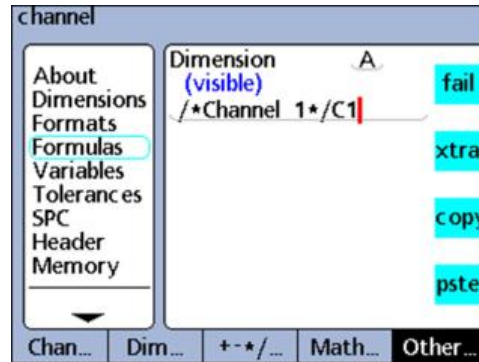 channel
About
Dimensions
Formats
Formulas
Variables
Tolerances
SPC
Header
Memory
Dimension A
(visible)
/*Channel 1*/C1
fail
xtra
copy
pste
Chan... Dim... +-*/... Math... Other...